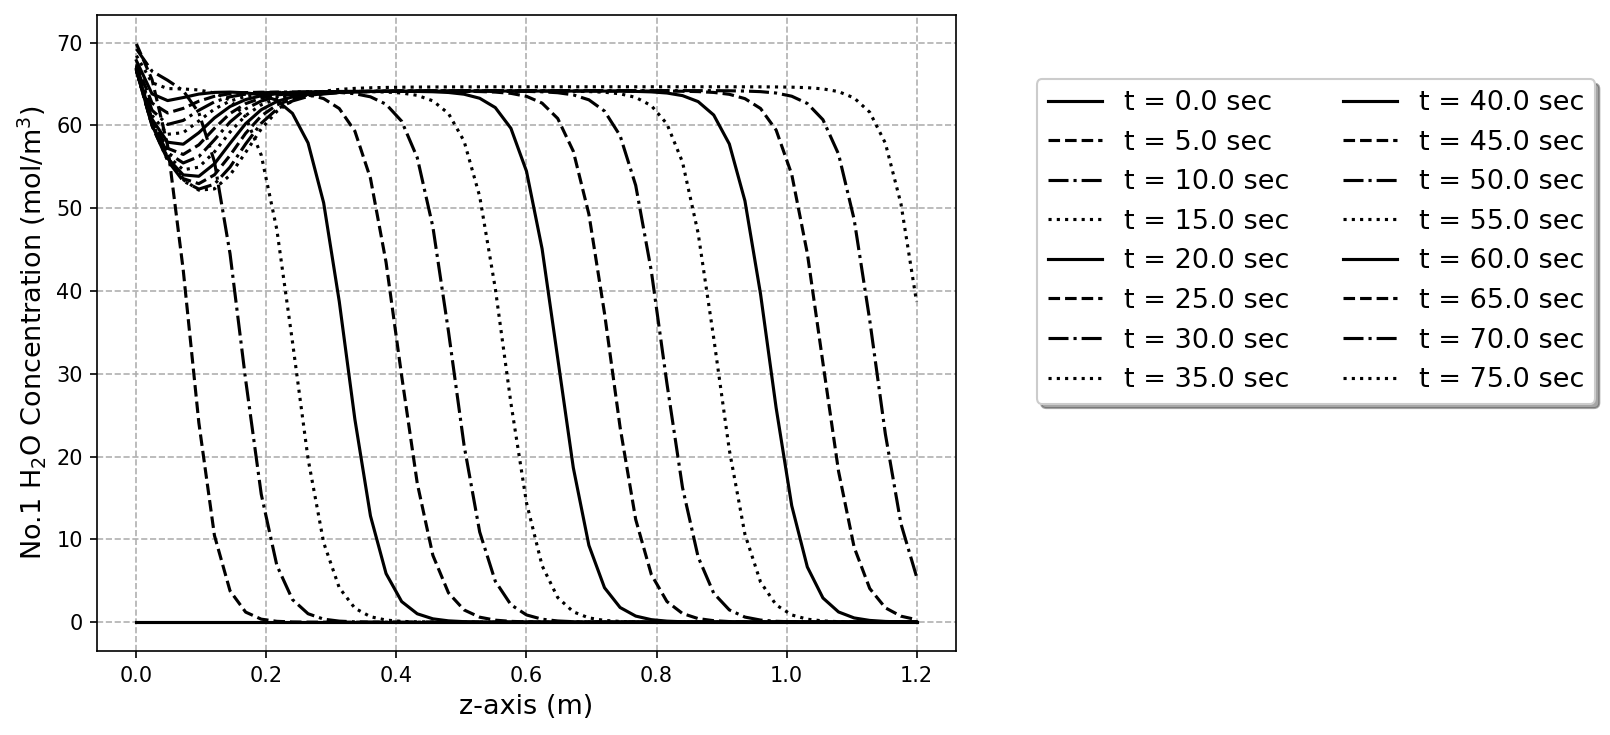 70
60
50
40
30
20
10
0
No.1 H₂O Concentration (mol/m³)
0.0 0.2 0.4 0.6 0.8 1.0 1.2
z-axis (m)
t = 0.0 sec
t = 5.0 sec
t = 10.0 sec
t = 15.0 sec
t = 20.0 sec
t = 25.0 sec
t = 30.0 sec
t = 35.0 sec
t = 40.0 sec
t = 45.0 sec
t = 50.0 sec
t = 55.0 sec
t = 60.0 sec
t = 65.0 sec
t = 70.0 sec
t = 75.0 sec